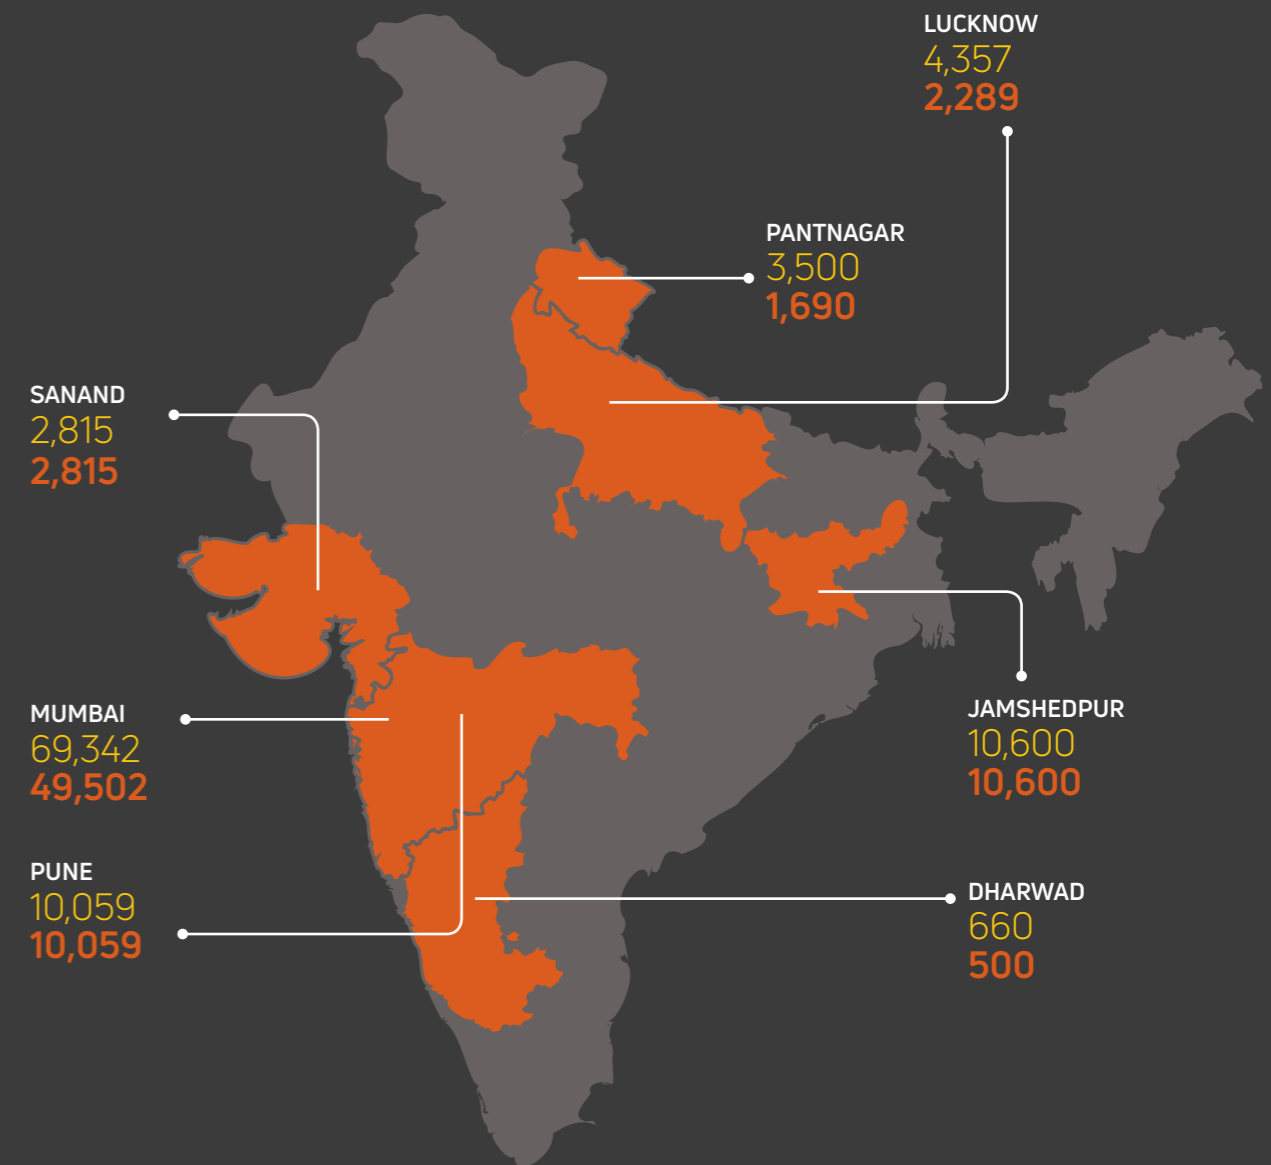 LUCKNOW
4,357
2,289
PANTNAGAR
3,500
1,690
SANAND
2,815
2,815
MUMBAI
69,342
49,502
JAMSHEDPUR
10,600
10,600
PUNE
10,059
10,059
DHARWAD
660
500